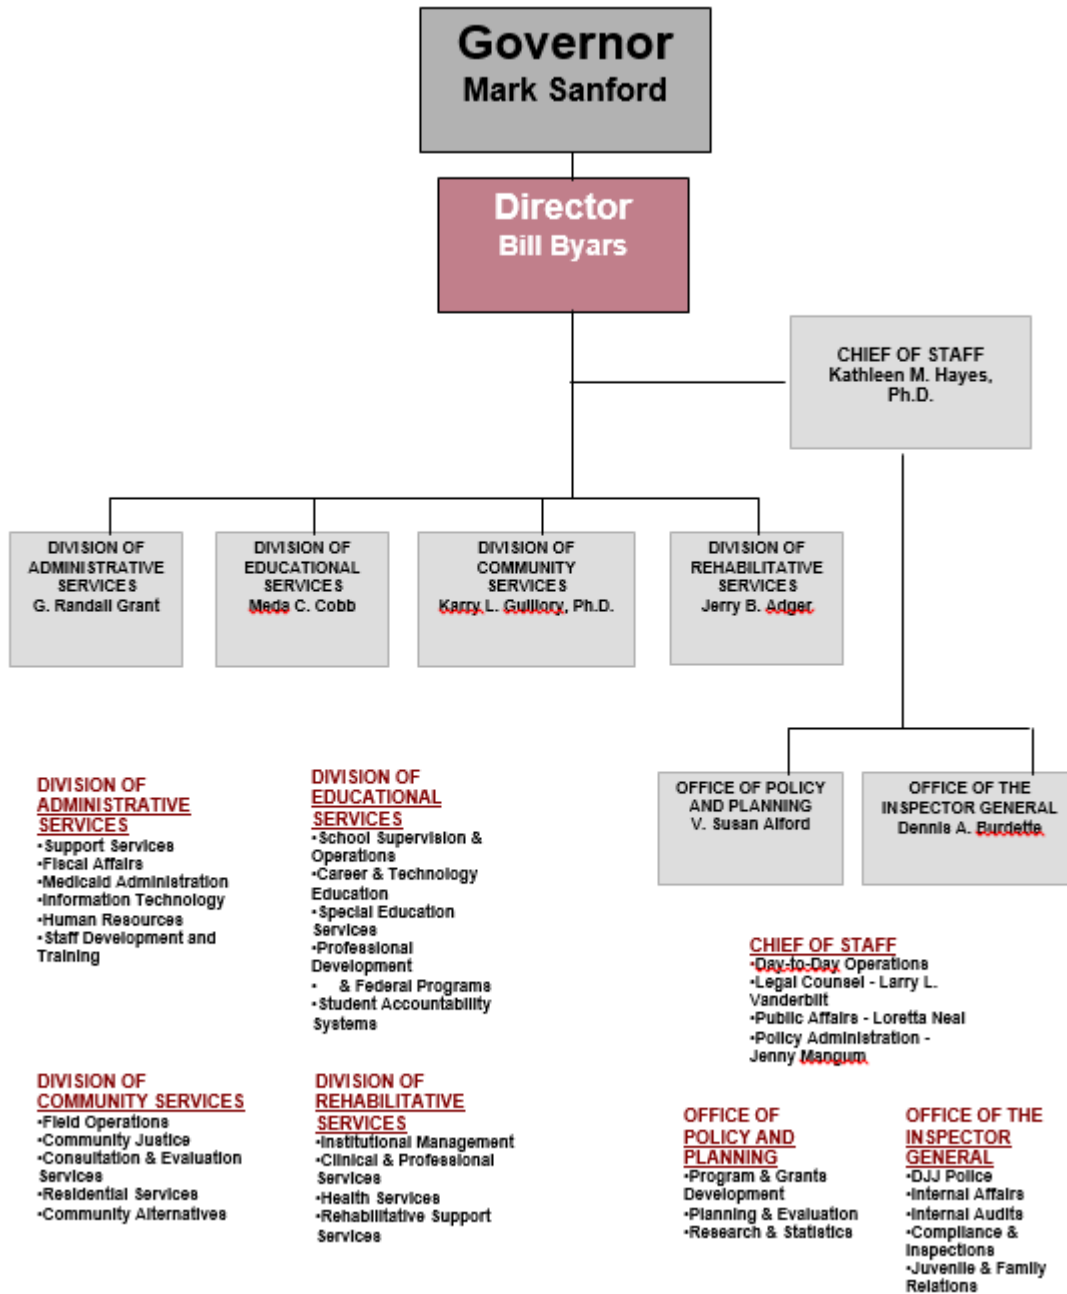 Governor
Mark Sanford
Director
Bill Byars
CHIEF OF STAFF
Kathleen M. Hayes,
Ph.D.
DIVISION OF
ADMINISTRATIVE
SERVICES
G. Randall Grant
DIVISION OF
EDUCATIONAL
SERVICES
Meda C. Cobb
DIVISION OF
COMMUNITY
SERVICES
Karry L. Guillory, Ph.D.
DIVISION OF
REHABILITATIVE
SERVICES
Jerry B. Adger
OFFICE OF POLICY
AND PLANNING
V. Susan Alford
OFFICE OF THE
INSPECTOR GENERAL
Dennis A. Burdette
DIVISION OF
ADMINISTRATIVE
SERVICES
•Support Services
•Fiscal Affairs
•Medicaid Administration
•Information Technology
•Human Resources
•Staff Development and
Training
DIVISION OF
EDUCATIONAL
SERVICES
•School Supervision &
Operations
•Career & Technology
Education
•Special Education
Services
•Professional
Development
• & Federal Programs
•Student Accountability
Systems
CHIEF OF STAFF
•Day-to-Day Operations
•Legal Counsel - Larry L.
Vanderbilt
•Public Affairs - Loretta Neal
•Policy Administration -
Jenny Mangum
DIVISION OF
COMMUNITY SERVICES
•Field Operations
•Community Justice
•Consultation & Evaluation
Services
•Residential Services
•Community Alternatives
DIVISION OF
REHABILITATIVE
SERVICES
•Institutional Management
•Clinical & Professional
Services
•Health Services
•Rehabilitative Support
Services
OFFICE OF
POLICY AND
PLANNING
•Program & Grants
Development
•Planning & Evaluation
•Research & Statistics
OFFICE OF THE
INSPECTOR
GENERAL
•DJJ Police
•Internal Affairs
•Internal Audits
•Compliance &
Inspections
•Juvenile & Family
Relations